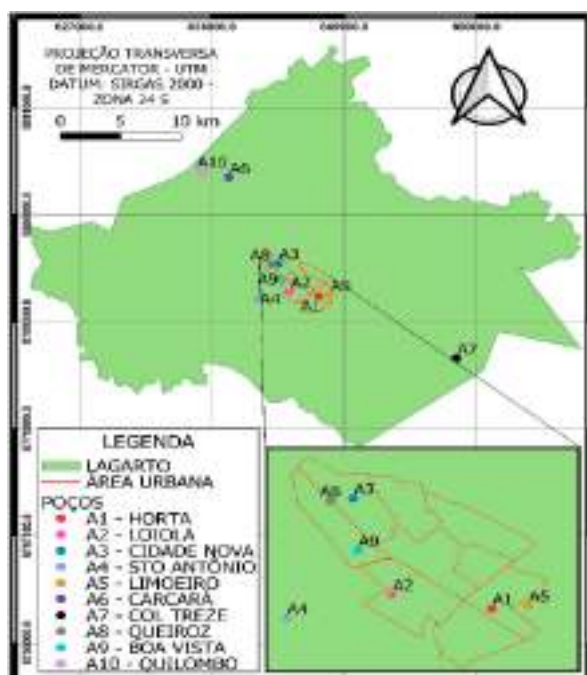 PROJEÇÃO TRANSVERSA
DE MERCATOR - UTM
DATUM: SIRGAS 2000 -
ZONA 24 S
0 5 10 km
A10
A6
A8 A3
A9
A2
A4
A5
A7
LEGENDA
LAGARTO
ÁREA URBANA
POÇOS
A1 - HORTA
A2 - LOIOLA
A3 - CIDADE NOVA
A4 - STO ANTÔNIO
A5 - LIMOEIRO
A6 - CARCARÁ
A7 - COL TREZE
A8 - QUEIROZ
A9 - BOA VISTA
A10 - QUILOMBO
A8 A3
A9
A2
A4
A1 A5